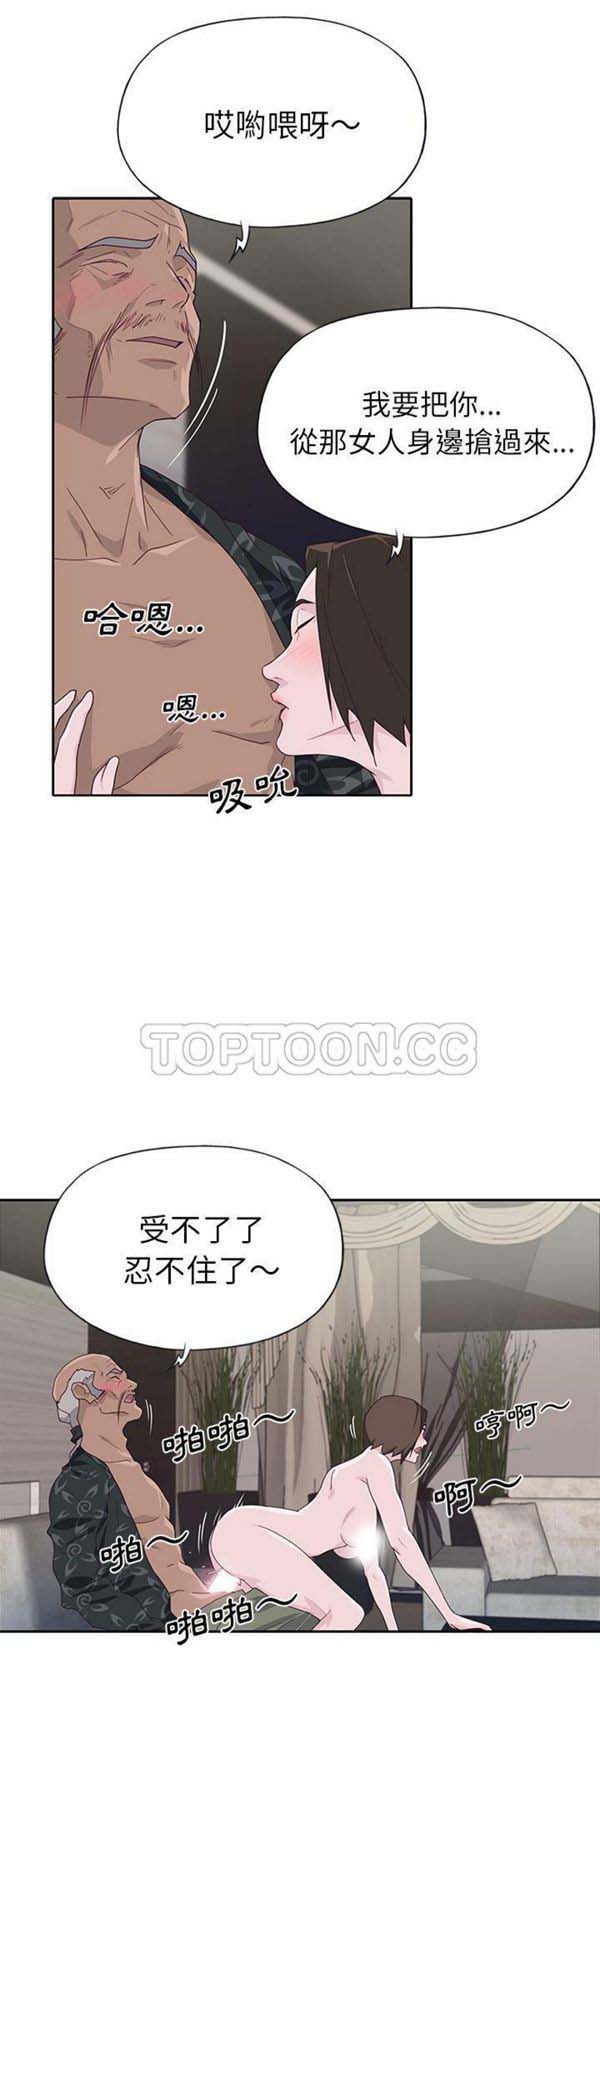 哎喲喂呀～
我要把你...
從那女人身邊搶過來...
哈嗯...
嗯...
吸吮
TOPTOON.CC
受不了了
忍不住了～
啪啪～
哼啊～
啊～
啪～
啪啪～